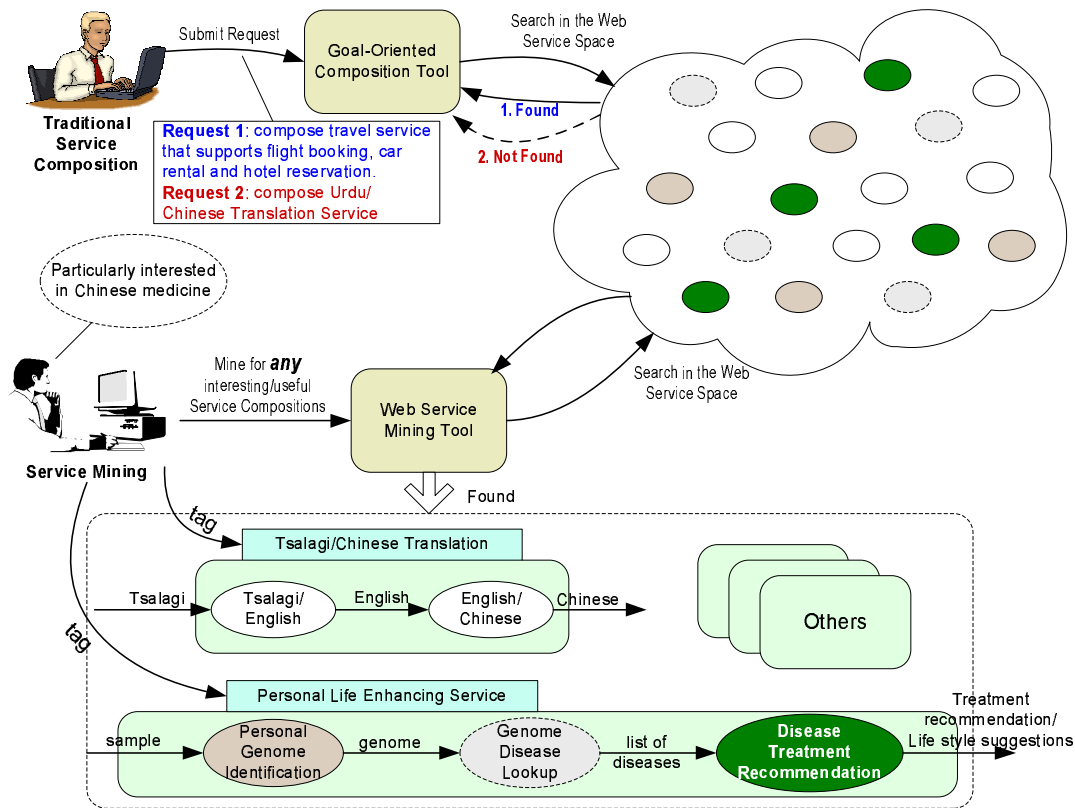 Submit Request
Goal-Oriented
Composition Tool
Search in the Web
Service Space
1. Found
2. Not Found
Traditional
Service
Composition
Request 1: compose travel service
that supports flight booking, car
rental and hotel reservation.
Request 2: compose Urdu/
Chinese Translation Service
Particularly interested
in Chinese medicine
Mine for any
interesting/useful
Service Compositions
Web Service
Mining Tool
Search in the Web
Service Space
Service Mining
Found
tag
Tsalagi/Chinese Translation
Tsalagi
Tsalagi/
English
English
English/
Chinese
Chinese
Others
tag
Personal Life Enhancing Service
sample
Personal
Genome
Identification
genome
Genome
Disease
Lookup
list of
diseases
Disease
Treatment
Recommendation
Treatment
recommendation/
Life style suggestions